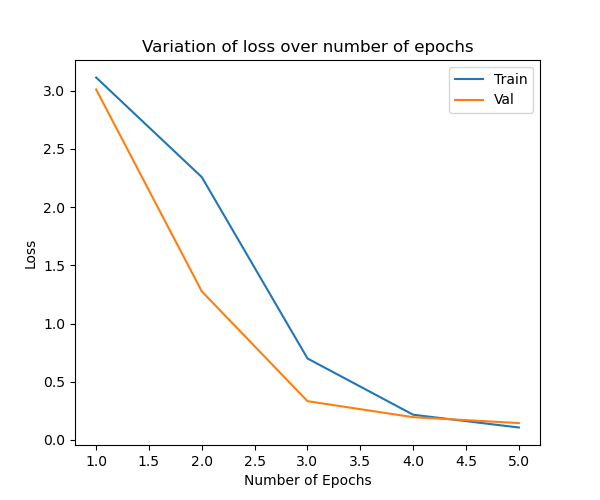 Variation of loss over number of epochs
Train
Val
3.0
2.5
2.0
1.5
1.0
0.5
0.0
Loss
1.0 1.5 2.0 2.5 3.0 3.5 4.0 4.5 5.0
Number of Epochs